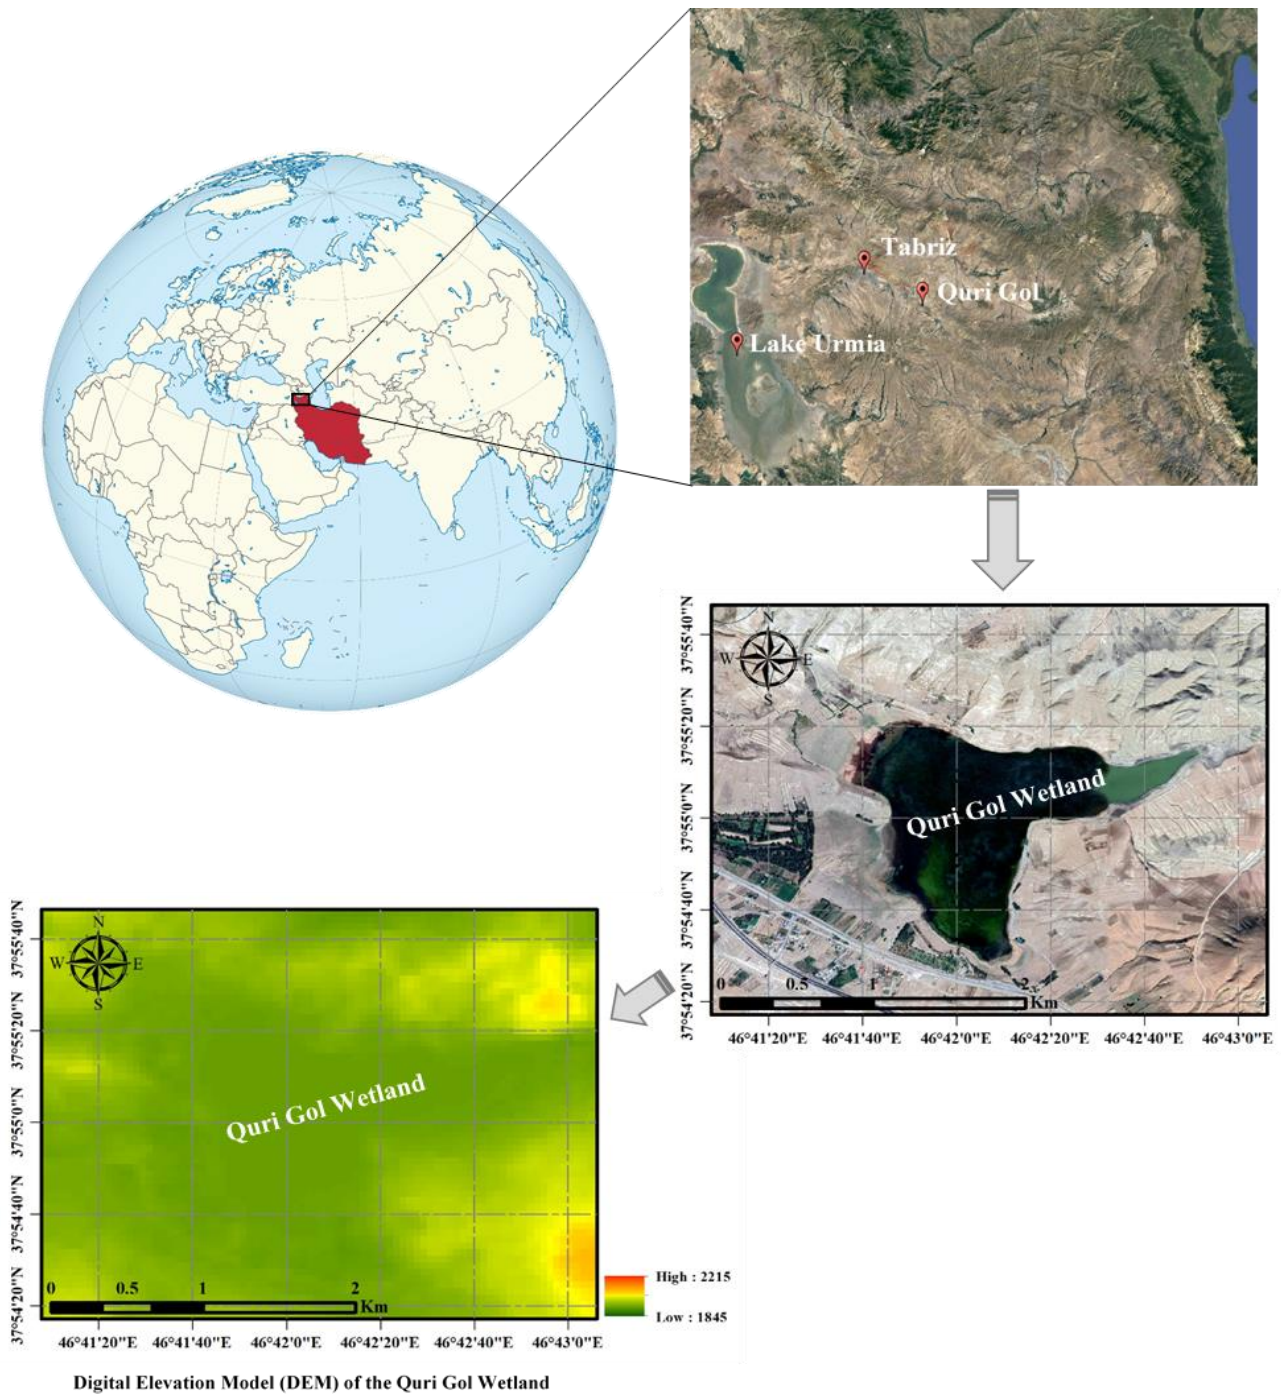 Tabriz
Quri Gol
Lake Urmia
N
W E
S
Quri Gol Wetland
37°55'40"N
37°55'20"N
37°55'0"N
37°54'40"N
37°54'20"N
0 0.5 1 2
Km
46°41'20"E 46°41'40"E 46°42'0"E 46°42'20"E 46°42'40"E 46°43'0"E
N
W E
S
Quri Gol Wetland
37°55'40"N
37°55'20"N
37°55'0"N
37°54'40"N
37°54'20"N
0 0.5 1 2
Km
46°41'20"E 46°41'40"E 46°42'0"E 46°42'20"E 46°42'40"E 46°43'0"E
High : 2215
Low : 1845
Digital Elevation Model (DEM) of the Quri Gol Wetland